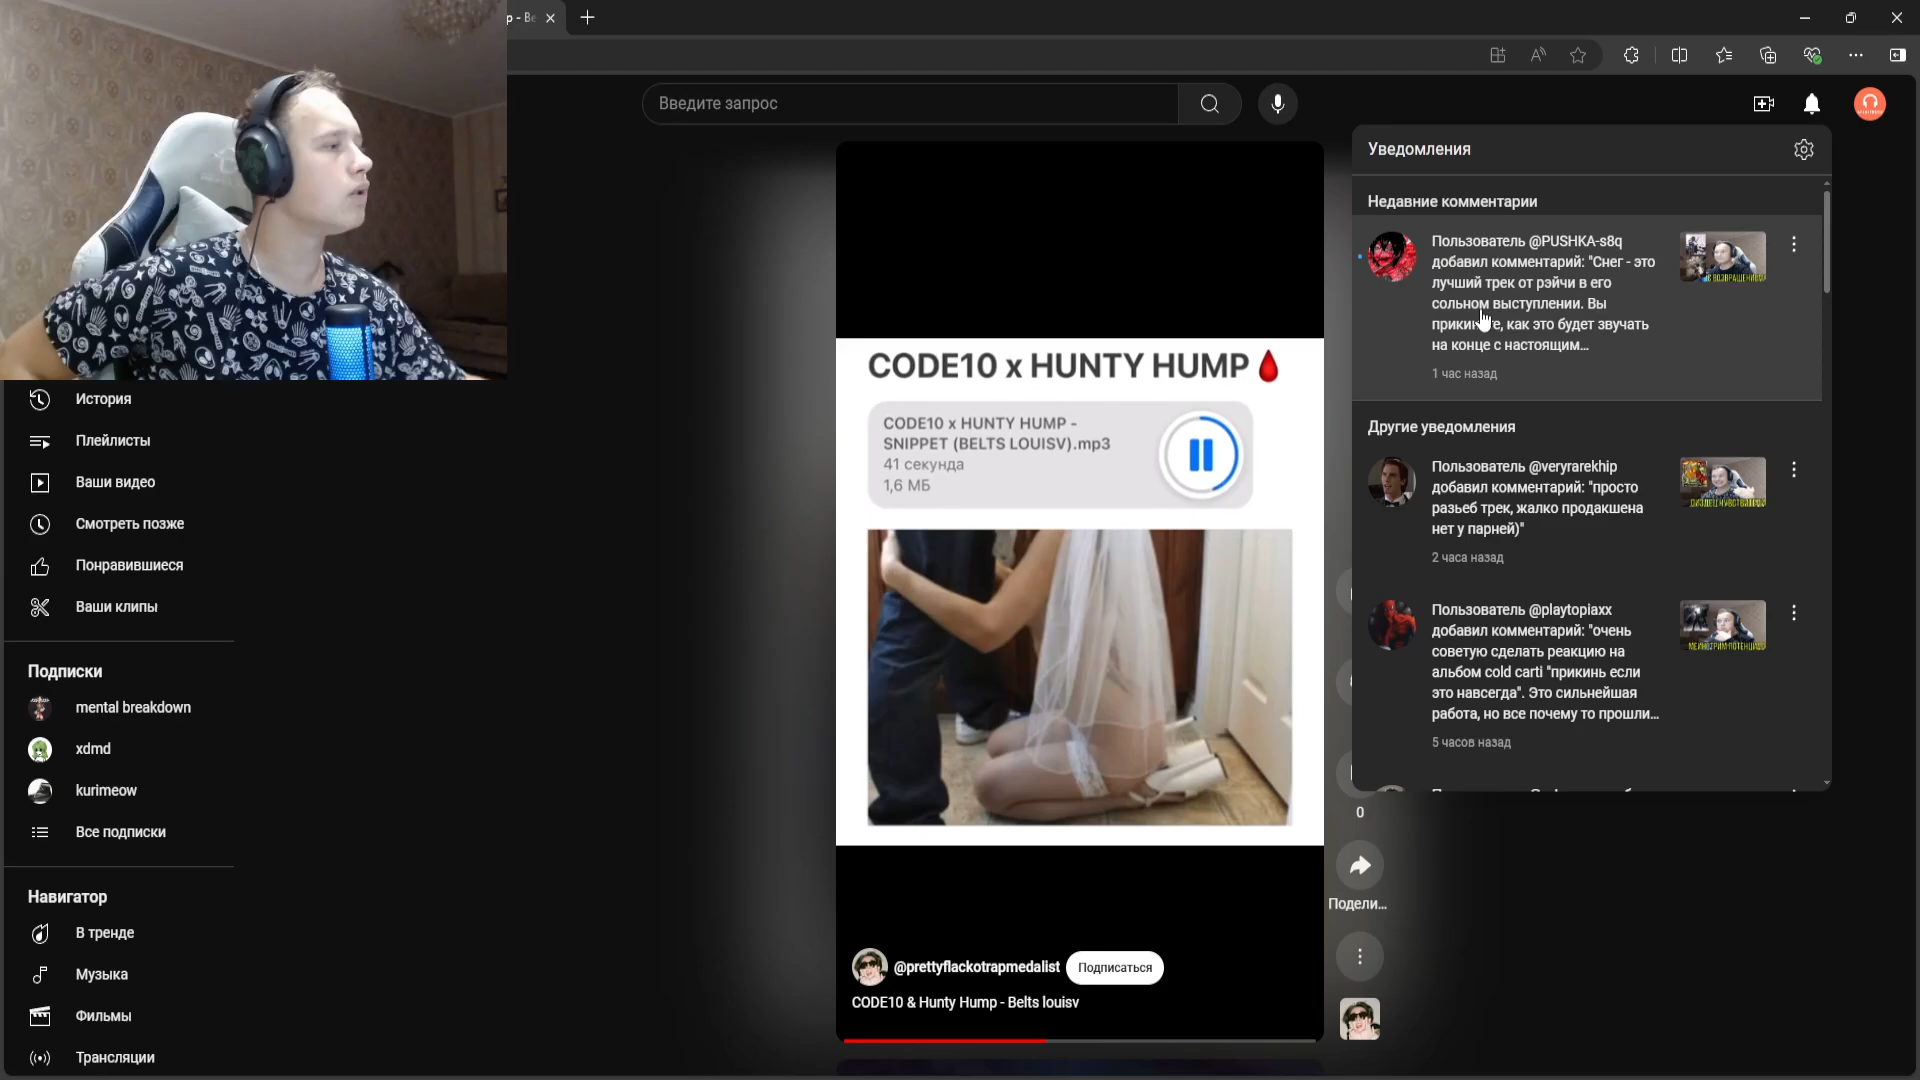 Введите запрос
История
Плейлисты
Ваши видео
Смотреть позже
Понравившиеся
Ваши клипы
Подписки
mental breakdown
xdmd
kurimeow
Все подписки
Навигатор
В тренде
Музыка
Фильмы
Трансляции
CODE10 x HUNTY HUMP
CODE10 x HUNTY HUMP -
SNIPPET (BELTS LOUISV).mp3
41 секунда
1,6 МБ
@prettyflackotrapmedalist
Подписаться
CODE10 & Hunty Hump - Belts louisv
0
Подели...
Уведомления
Недавние комментарии
Пользователь @PUSHKA-s8q
добавил комментарий: "Снег - это
лучший трек от рэйчи в его
сольном выступлении. Вы
как это будет звучать
на конце с настоящим...
1 час назад
С ВОЗВРАЩЕНИЕМ
Другие уведомления
Пользователь @veryrarekhip
добавил комментарий: "просто
разьеб трек, жалко продакшена
нет у парней)"
2 часа назад
Пользователь @playtopiaxx
добавил комментарий: "очень
советую сделать реакцию на
альбом cold carti "прикинь если
это навсегда". Это сильнейшая
работа, но все почему то прошли...
5 часов назад